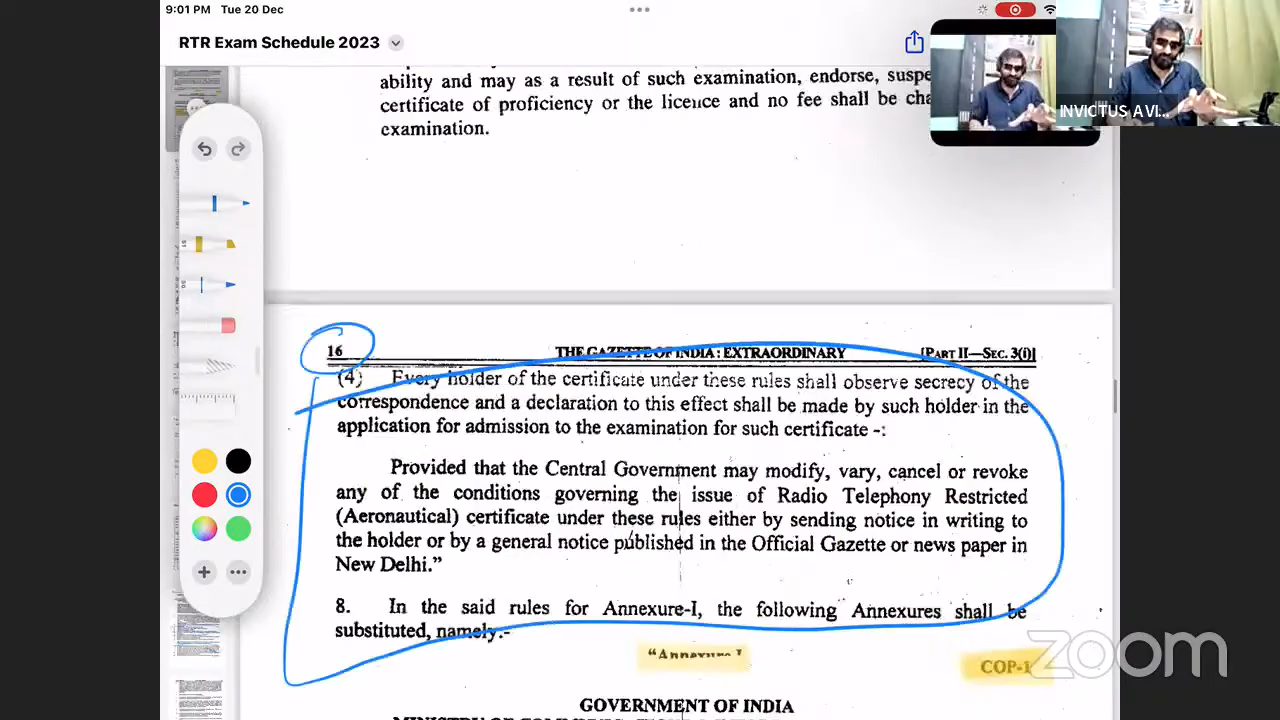 9:01 PM Tue 20 Dec
RTR Exam Schedule 2023
INVICTUS AVI...
ability and may as a result of such examination, endorse,
certificate of proficiency or the licence and no fee shall be
examination.
16 THE GAZETTE OF INDIA : EXTRAORDINARY [PART II—SEC. 3(i)]
(4) Every holder of the certificate under these rules shall observe secrecy of the
correspondence and a declaration to this effect shall be made by such holder in the
application for admission to the examination for such certificate -:
Provided that the Central Government may modify, vary, cancel or revoke
any of the conditions governing the issue of Radio Telephony Restricted
(Aeronautical) certificate under these rules either by sending notice in writing to
the holder or by a general notice published in the Official Gazette or news paper in
New Delhi.”
8. In the said rules for Annexure-I, the following Annexures shall be
substituted, namely:-
“Annexure I
COP-1
zoom
GOVERNMENT OF INDIA